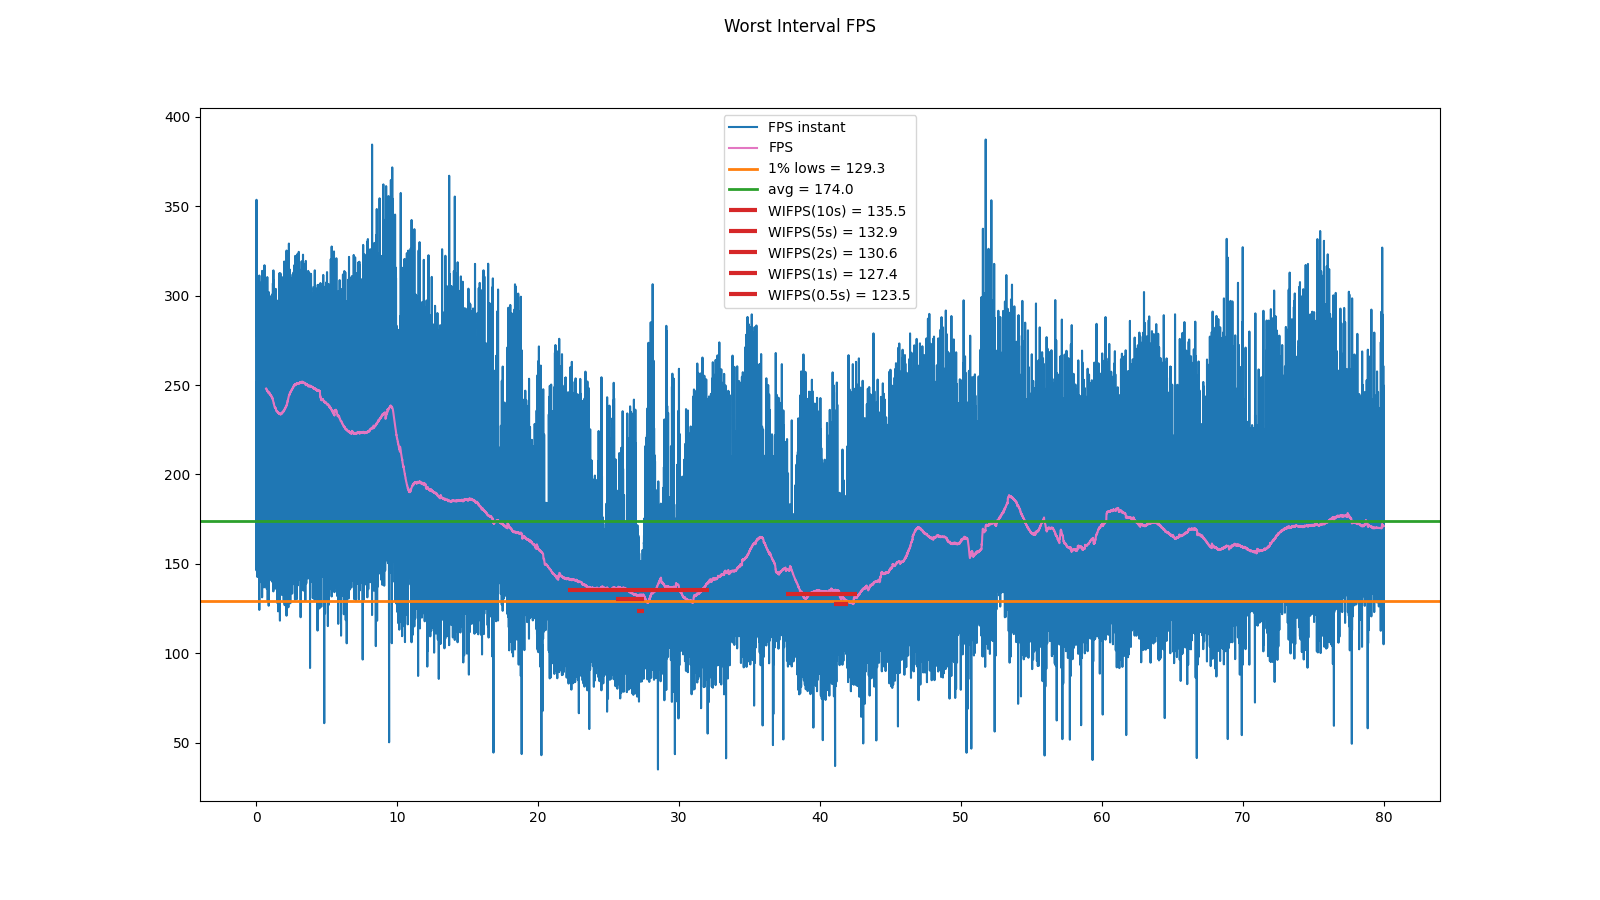 Worst Interval FPS
400
350
300
250
200
150
100
50
FPS instant
FPS
1% lows = 129.3
avg = 174.0
WIFPS(10s) = 135.5
WIFPS(5s) = 132.9
WIFPS(2s) = 130.6
WIFPS(1s) = 127.4
WIFPS(0.5s) = 123.5
0 10 20 30 40 50 60 70 80